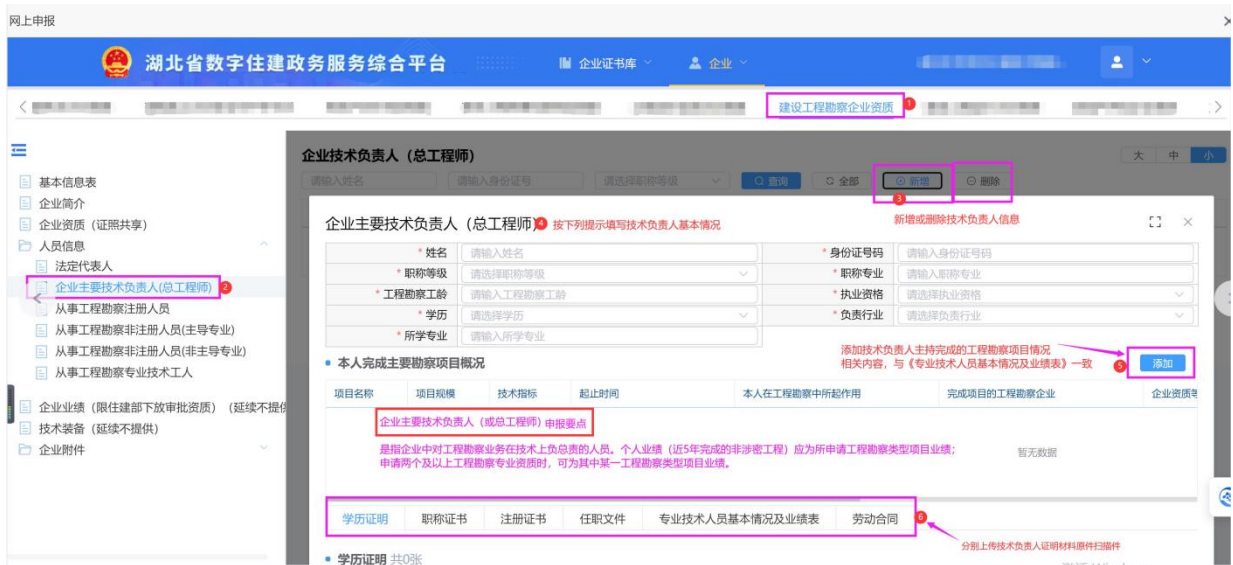 网上申报
湖北省数字住建政务服务综合平台 企业证书库 企业
建设工程勘察企业资质 1
企业技术负责人（总工程师） 大 中 小
请输入姓名 请输入身份证号 请选择职称等级 查询 全部 新增 删除
3
新增或删除技术负责人信息
基本信息表
企业简介
企业资质（证照共享）
人员信息
法定代表人
企业主要技术负责人(总工程师) 2
从事工程勘察注册人员
从事工程勘察非注册人员(主导专业)
从事工程勘察非注册人员(非主导专业)
从事工程勘察专业技术工人
企业业绩（限住建部下放审批资质）（延续不提供
技术装备（延续不提供）
企业附件
企业主要技术负责人（总工程师） 4 按下列提示填写技术负责人基本情况
* 姓名 请输入姓名 * 身份证号码 请输入身份证号码
* 职称等级 请选择职称等级 * 职称专业 请输入职称专业
* 工程勘察工龄 请输入工程勘察工龄 * 执业资格 请选择执业资格
* 学历 请选择学历 * 负责行业 请选择负责行业
* 所学专业 请输入所学专业
本人完成主要勘察项目概况
添加技术负责人主持完成的工程勘察项目情况
相关内容，与《专业技术人员基本情况及业绩表》一致 5 添加
项目名称 项目规模 技术指标 起止时间 本人在工程勘察中所起作用 完成项目的工程勘察企业 企业资质等
企业主要技术负责人（或总工程师）申报要点
是指企业中对工程勘察业务在技术上负总责的人员。个人业绩（近5年完成的非涉密工程）应为所申请工程勘察类型项目业绩；
申请两个及以上工程勘察专业资质时，可为其中某一工程勘察类型项目业绩。
暂无数据
学历证明 职称证书 注册证书 任职文件 专业技术人员基本情况及业绩表 劳动合同 6
分别上传技术负责人证明材料原件扫描件
学历证明 共0张